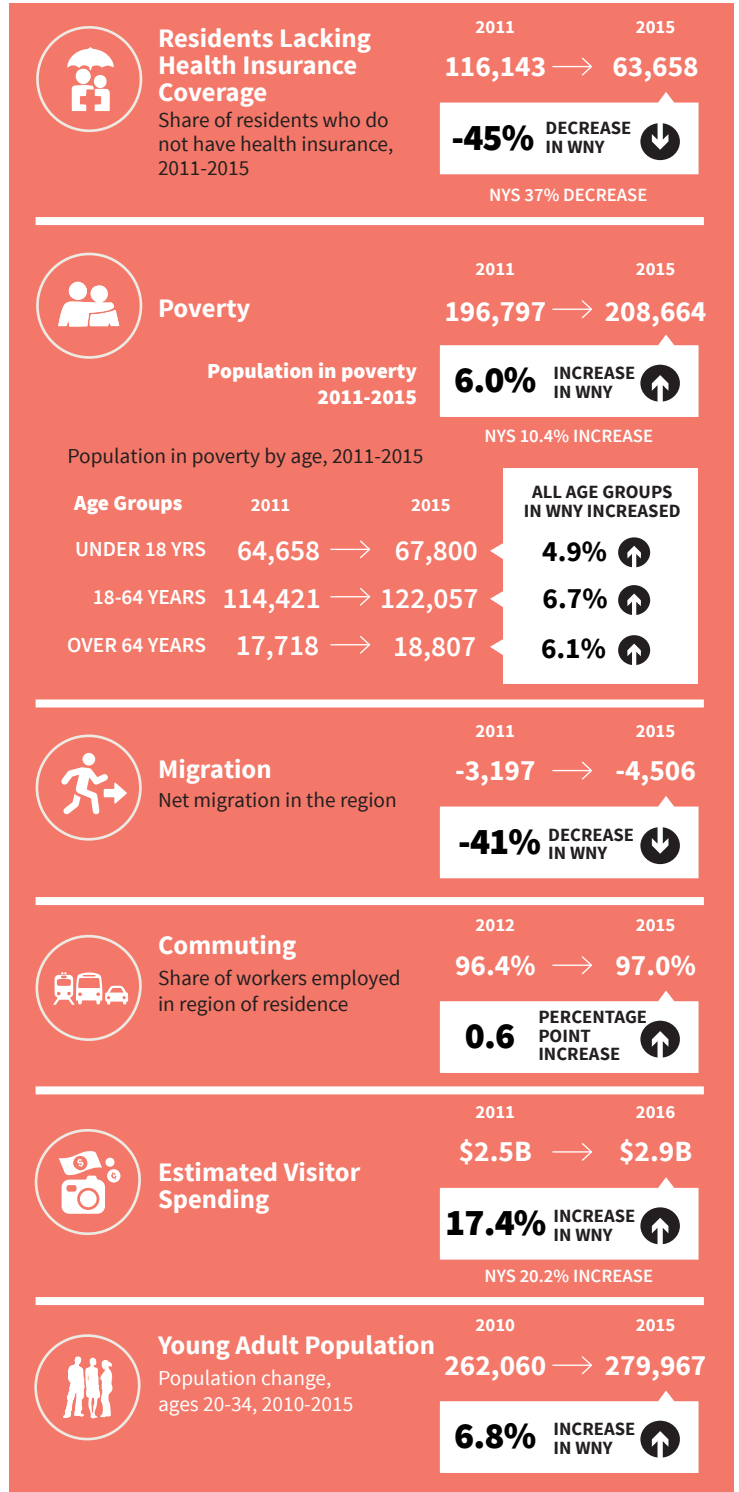 Residents Lacking
Health Insurance
Coverage
Share of residents who do
not have health insurance,
2011-2015
2011 2015
116,143 → 63,658
-45% DECREASE
IN WNY
NYS 37% DECREASE
Poverty
2011 2015
196,797 → 208,664
Population in poverty
2011-2015
6.0% INCREASE
IN WNY
NYS 10.4% INCREASE
Population in poverty by age, 2011-2015
Age Groups 2011 2015
ALL AGE GROUPS
IN WNY INCREASED
UNDER 18 YRS 64,658 → 67,800 4.9%
18-64 YEARS 114,421 → 122,057 6.7%
OVER 64 YEARS 17,718 → 18,807 6.1%
Migration
Net migration in the region
2011 2015
-3,197 → -4,506
-41% DECREASE
IN WNY
Commuting
Share of workers employed
in region of residence
2012 2015
96.4% → 97.0%
0.6 PERCENTAGE
POINT
INCREASE
Estimated Visitor
Spending
2011 2016
$2.5B → $2.9B
17.4% INCREASE
IN WNY
NYS 20.2% INCREASE
Young Adult Population
Population change,
ages 20-34, 2010-2015
2010 2015
262,060 → 279,967
6.8% INCREASE
IN WNY